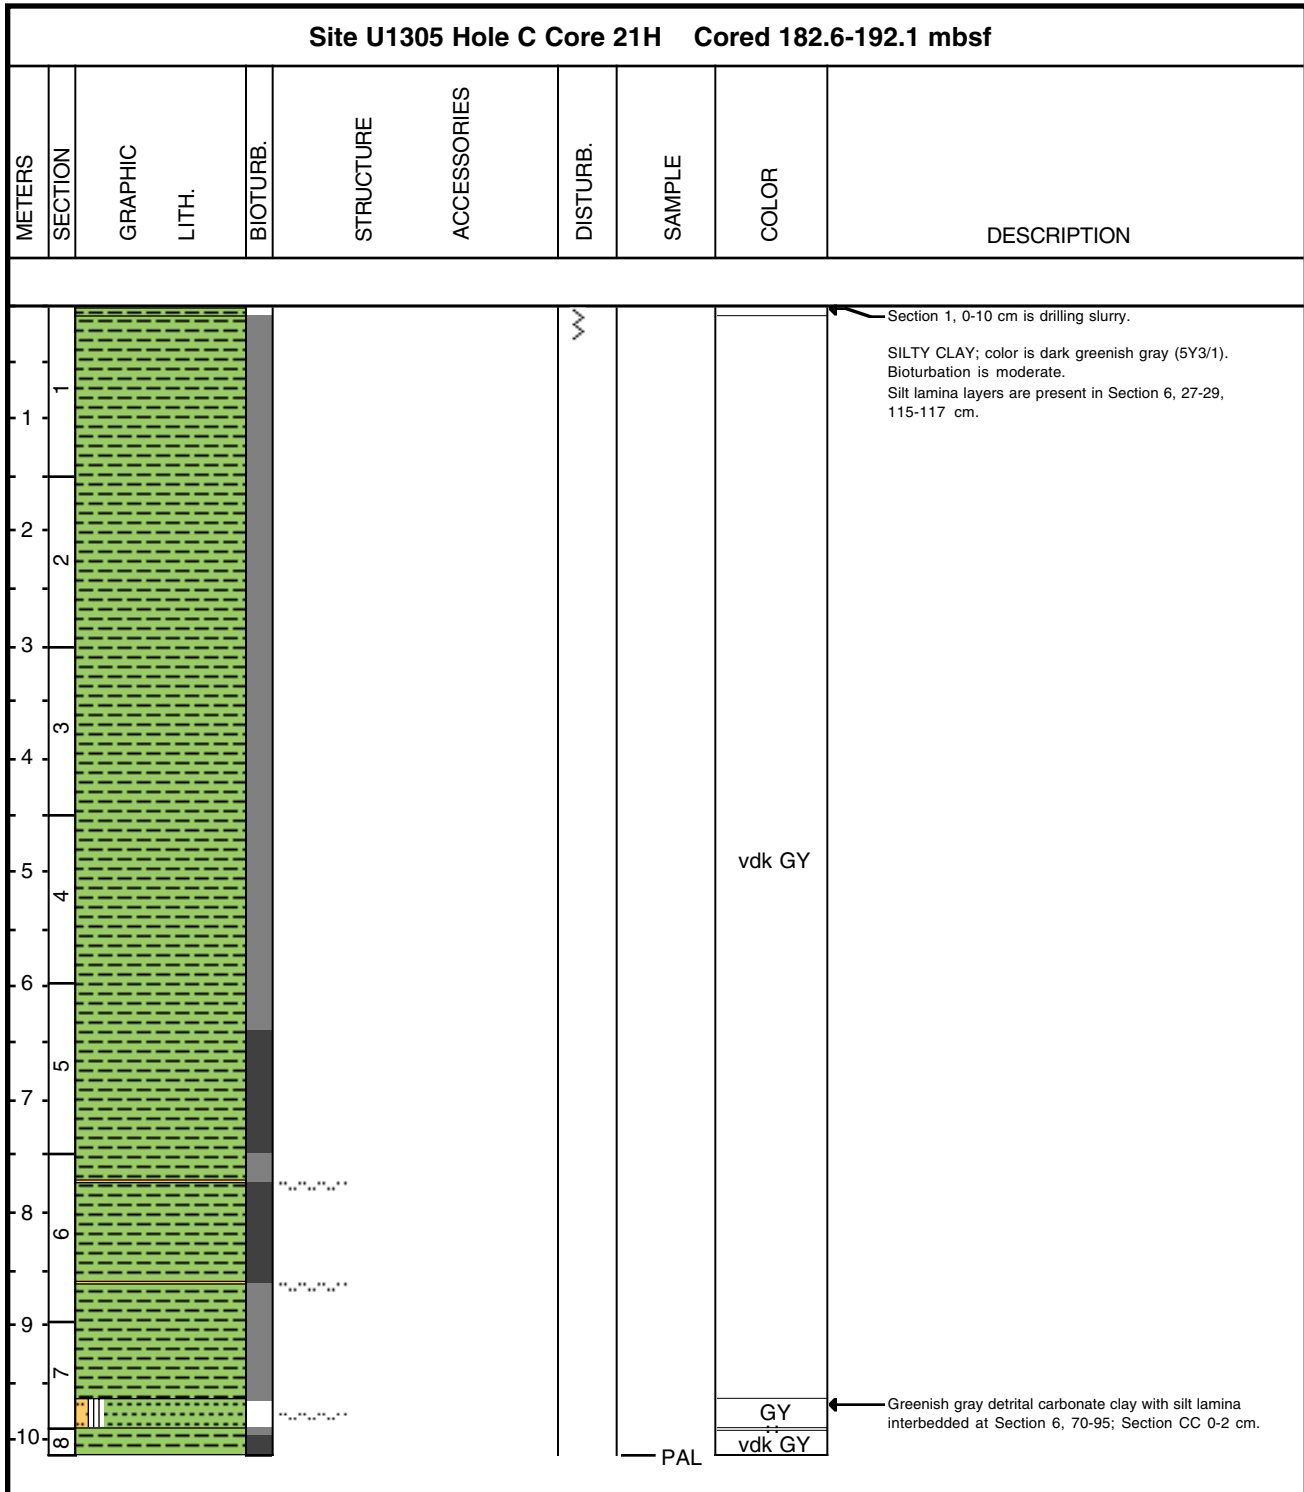 Site U1305 Hole C Core 21H    Cored 182.6-192.1 mbsf
METERS
SECTION
GRAPHIC
LITH.
BIOTURB.
STRUCTURE
ACCESSORIES
DISTURB.
SAMPLE
COLOR
DESCRIPTION
Section 1, 0-10 cm is drilling slurry.
SILTY CLAY; color is dark greenish gray (5Y3/1).
Bioturbation is moderate.
Silt lamina layers are present in Section 6, 27-29,
115-117 cm.
1
1
2
2
3
3
4
vdk GY
5
4
6
5
7
8
6
9
7
Greenish gray detrital carbonate clay with silt lamina
GY
interbedded at Section 6, 70-95; Section CC 0-2 cm.
10
8
vdk GY
PAL